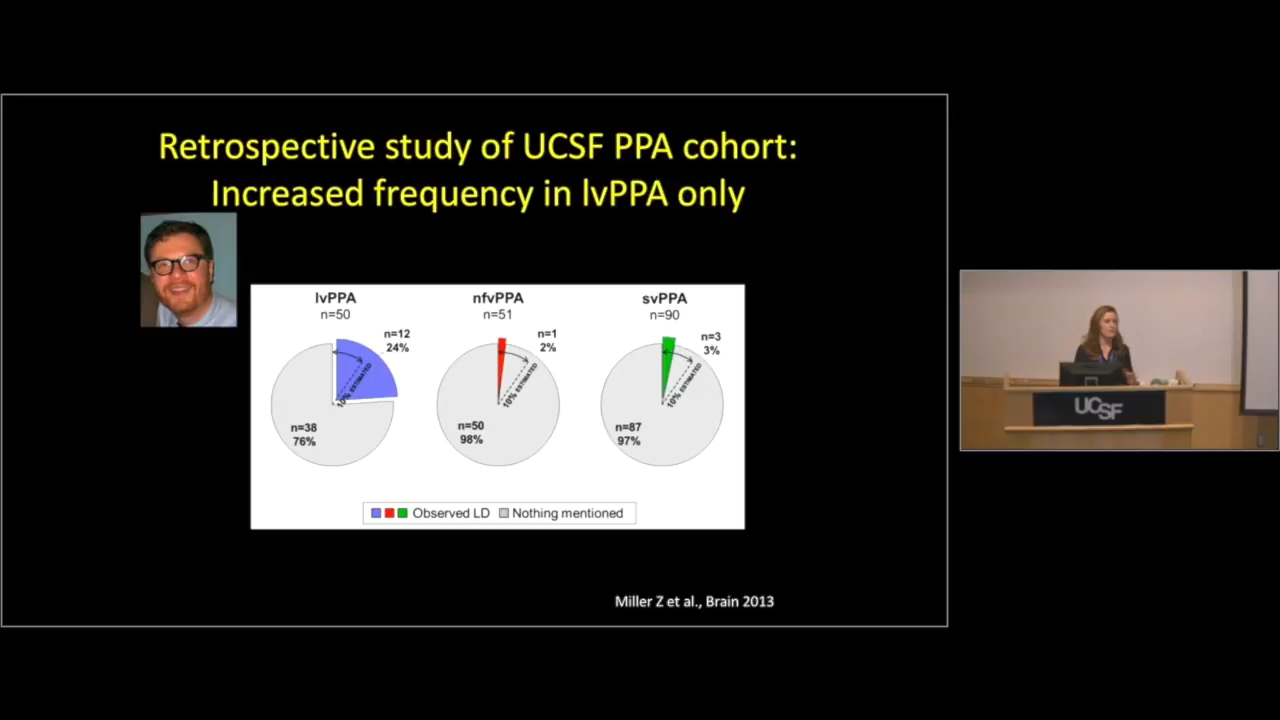 Retrospective study of UCSF PPA cohort:
Increased frequency in lvPPA only
lvPPA
n=50
n=12
24%
10% ESTIMATED
n=38
76%
nfvPPA
n=51
n=1
2%
10% ESTIMATED
n=50
98%
svPPA
n=90
n=3
3%
10% ESTIMATED
n=87
97%
Observed LD Nothing mentioned
Miller Z et al., Brain 2013
UCSF